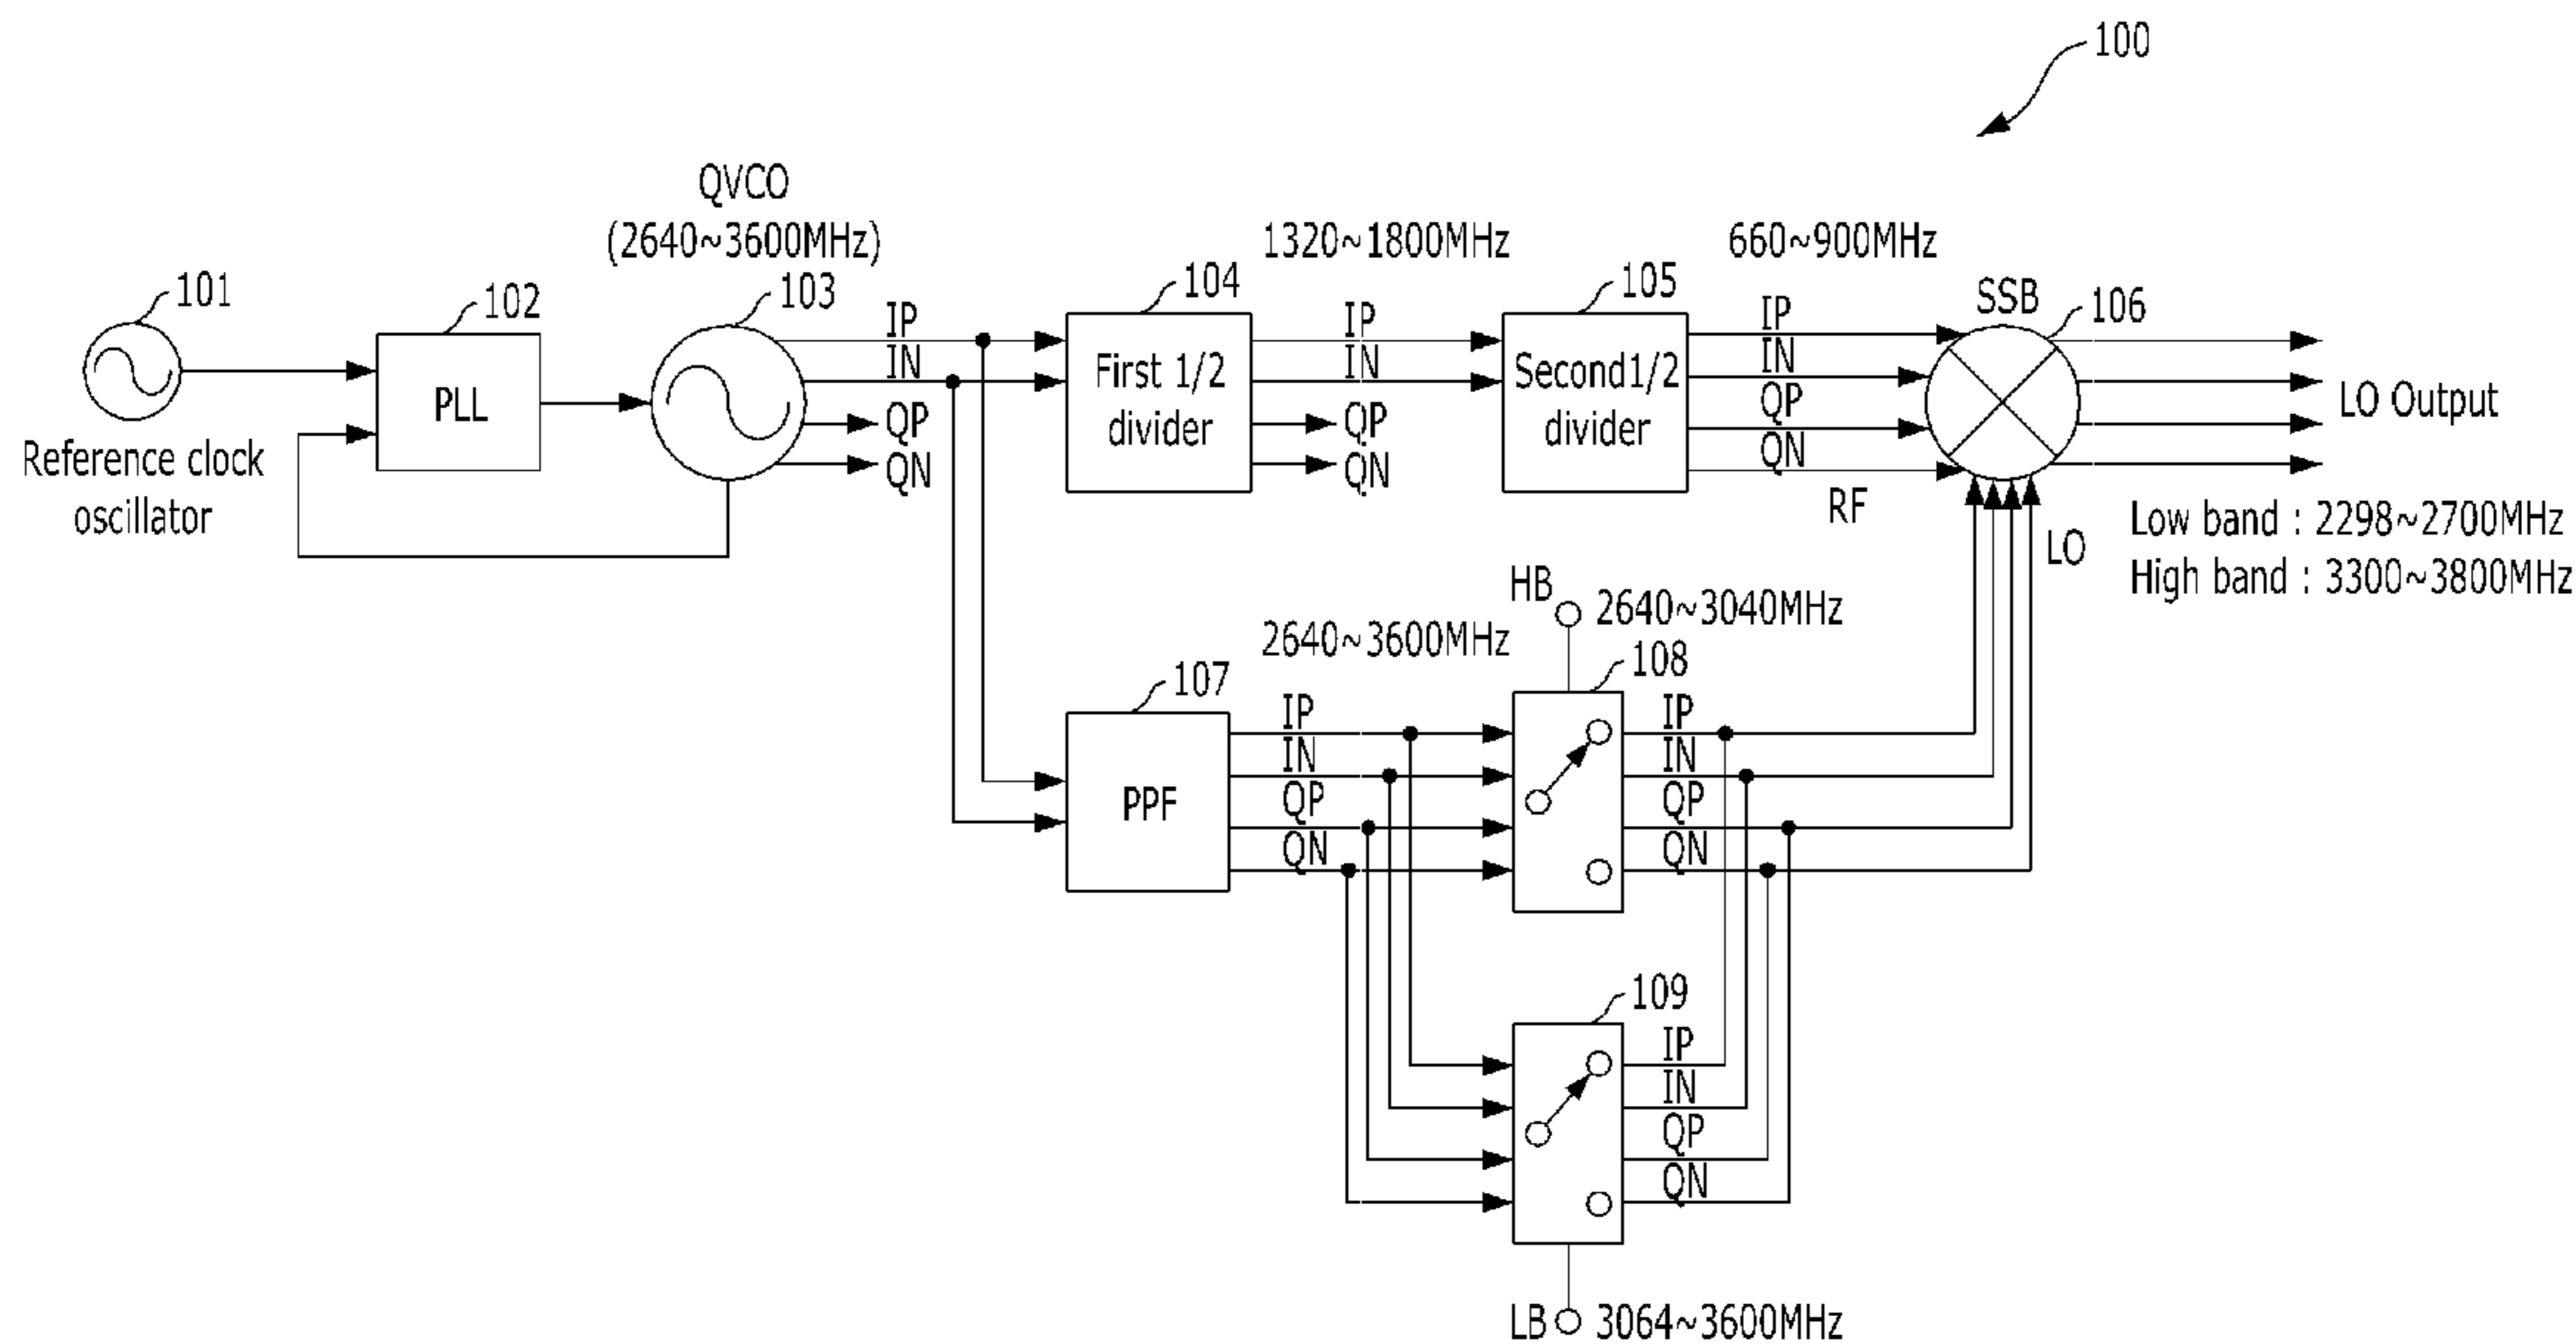 100
QVCO
(2640~3600MHz)
1320~1800MHz
660~900MHz
101
102
103
104
105
SSB
106
IP
IN
QP
QN
IP
IN
QP
QN
IP
IN
QP
QN
PLL
First 1/2
divider
Second1/2
divider
LO Output
Reference clock
oscillator
RF
LO
Low band : 2298~2700MHz
High band : 3300~3800MHz
HB
2640~3040MHz
2640~3600MHz
107
108
PPF
IP
IN
QP
QN
IP
IN
QP
QN
109
IP
IN
QP
QN
LB
3064~3600MHz